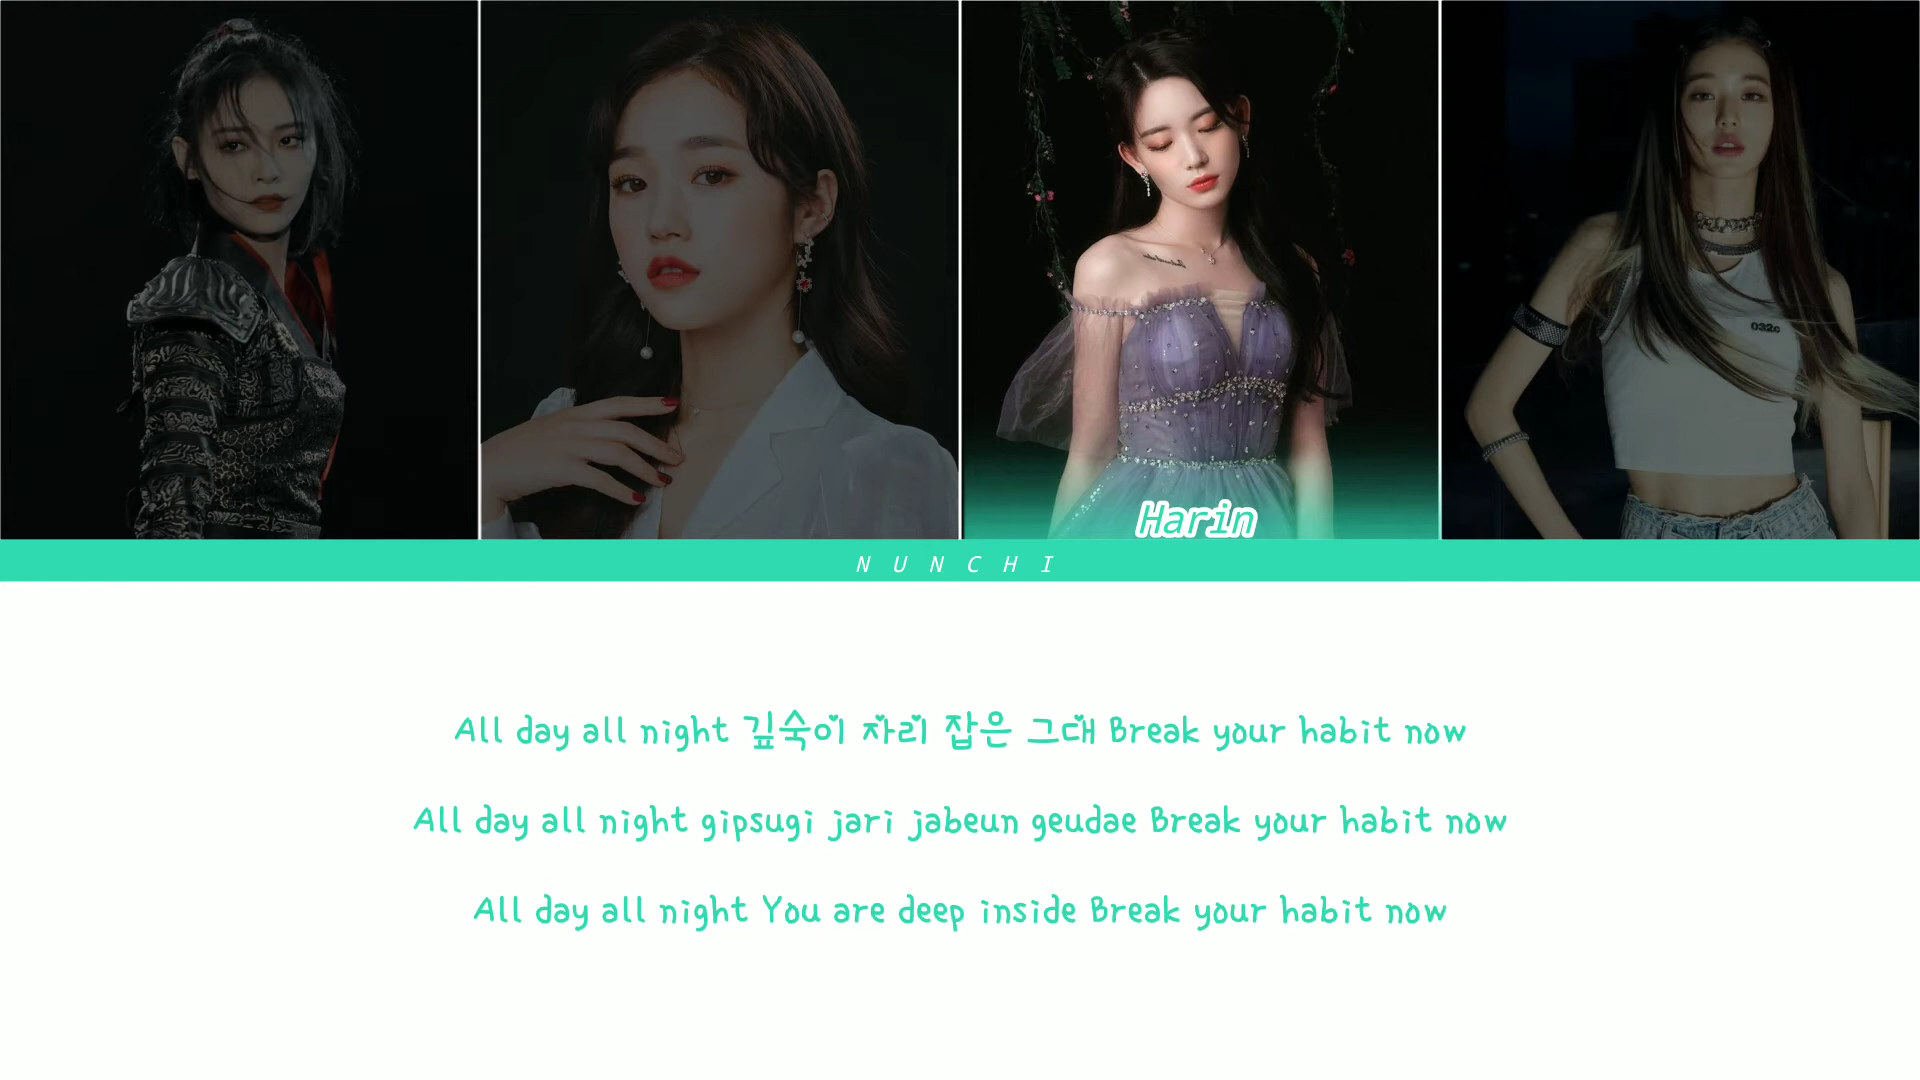 032c
Harin
NUNCHI
All day all night 깊숙이 자리 잡은 그대 Break your habit now
All day all night gipsugi jari jabeun geudae Break your habit now
All day all night You are deep inside Break your habit now